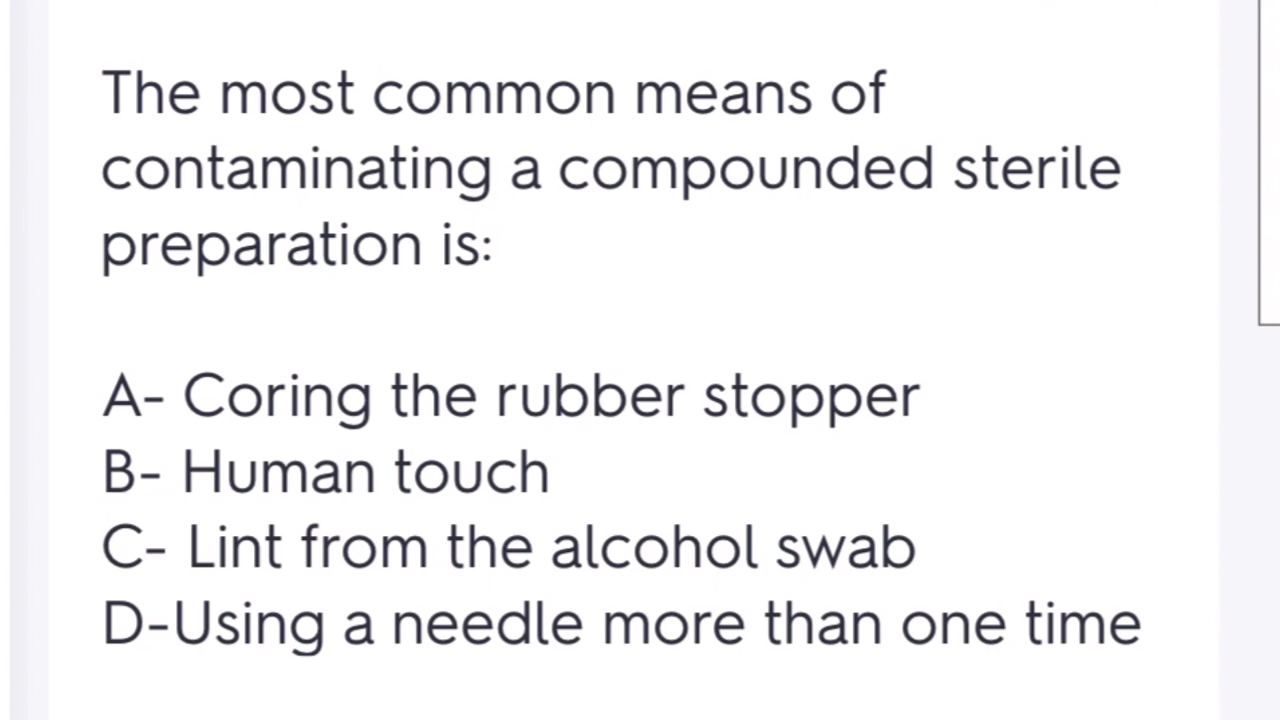 The most common means of
contaminating a compounded sterile
preparation is:
A- Coring the rubber stopper
B- Human touch
C- Lint from the alcohol swab
D-Using a needle more than one time